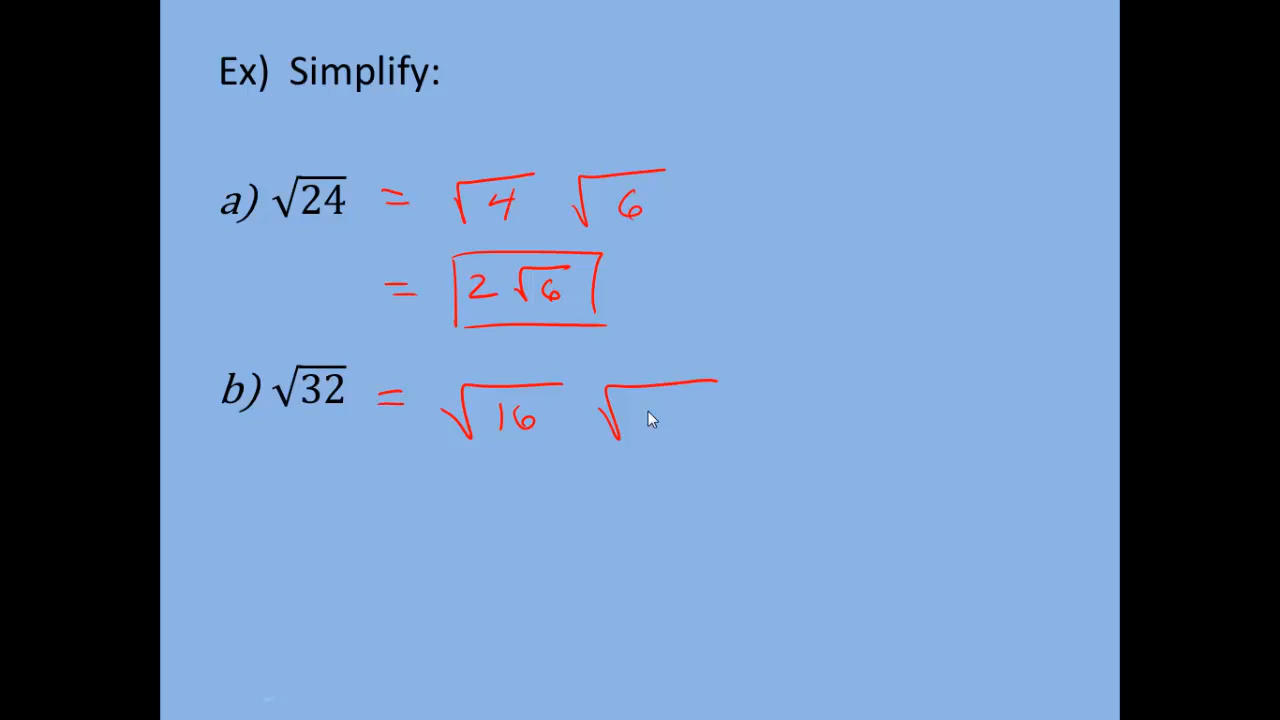 Ex) Simplify:
a) √24 = √4 √6
= 2 √6
b) √32 = √16 √